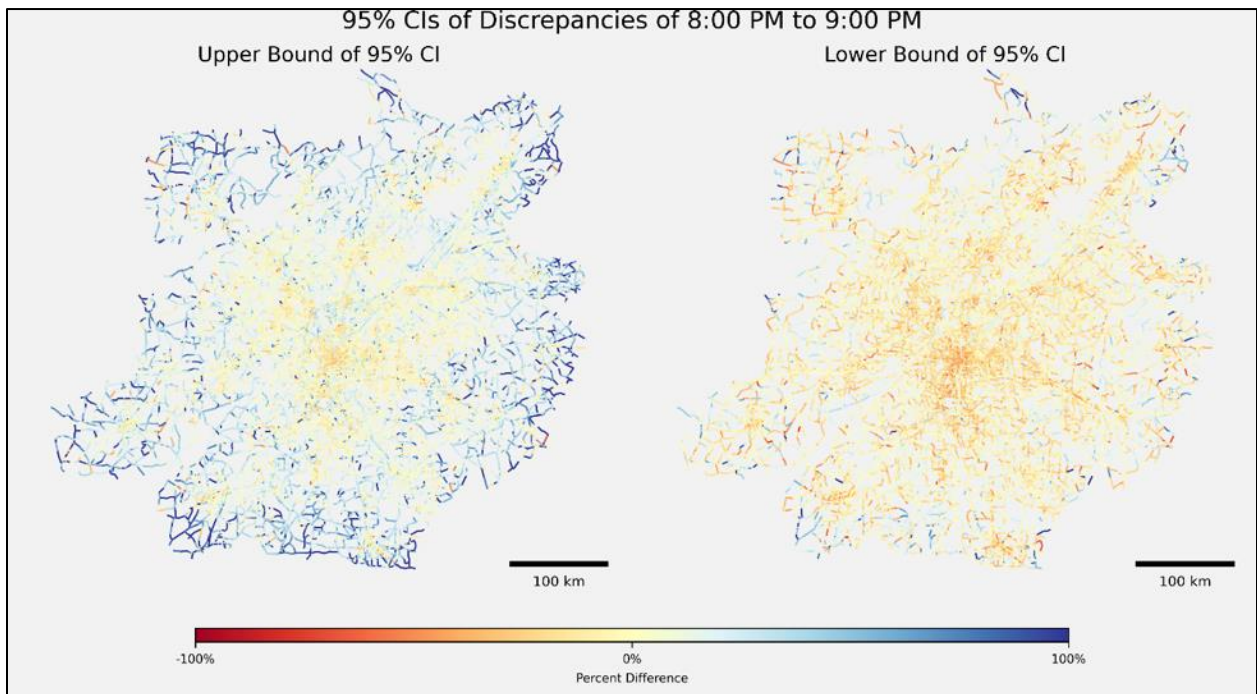 95% CIs of Discrepancies of 8:00 PM to 9:00 PM
Upper Bound of 95% CI
Lower Bound of 95% CI
100 km
100 km
-100%
0%
100%
Percent Difference